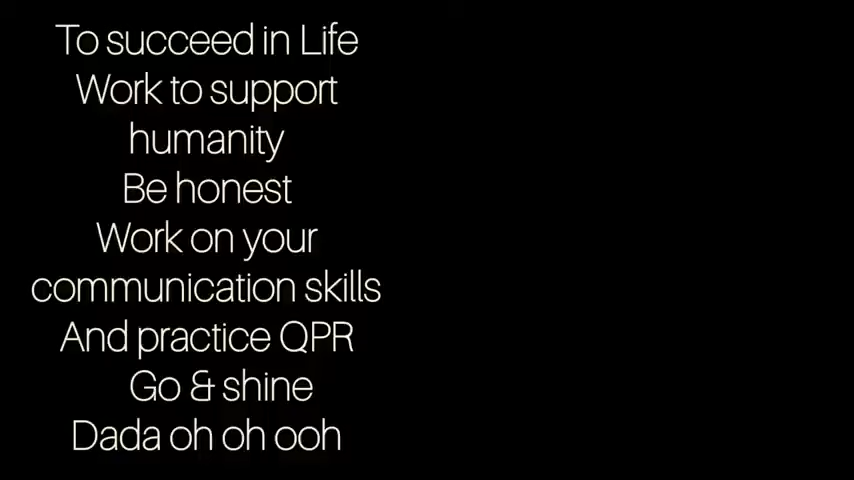 To succeed in Life
Work to support
humanity
Be honest
Work on your
communication skills
And practice QPR
Go & shine
Dada oh oh ooh